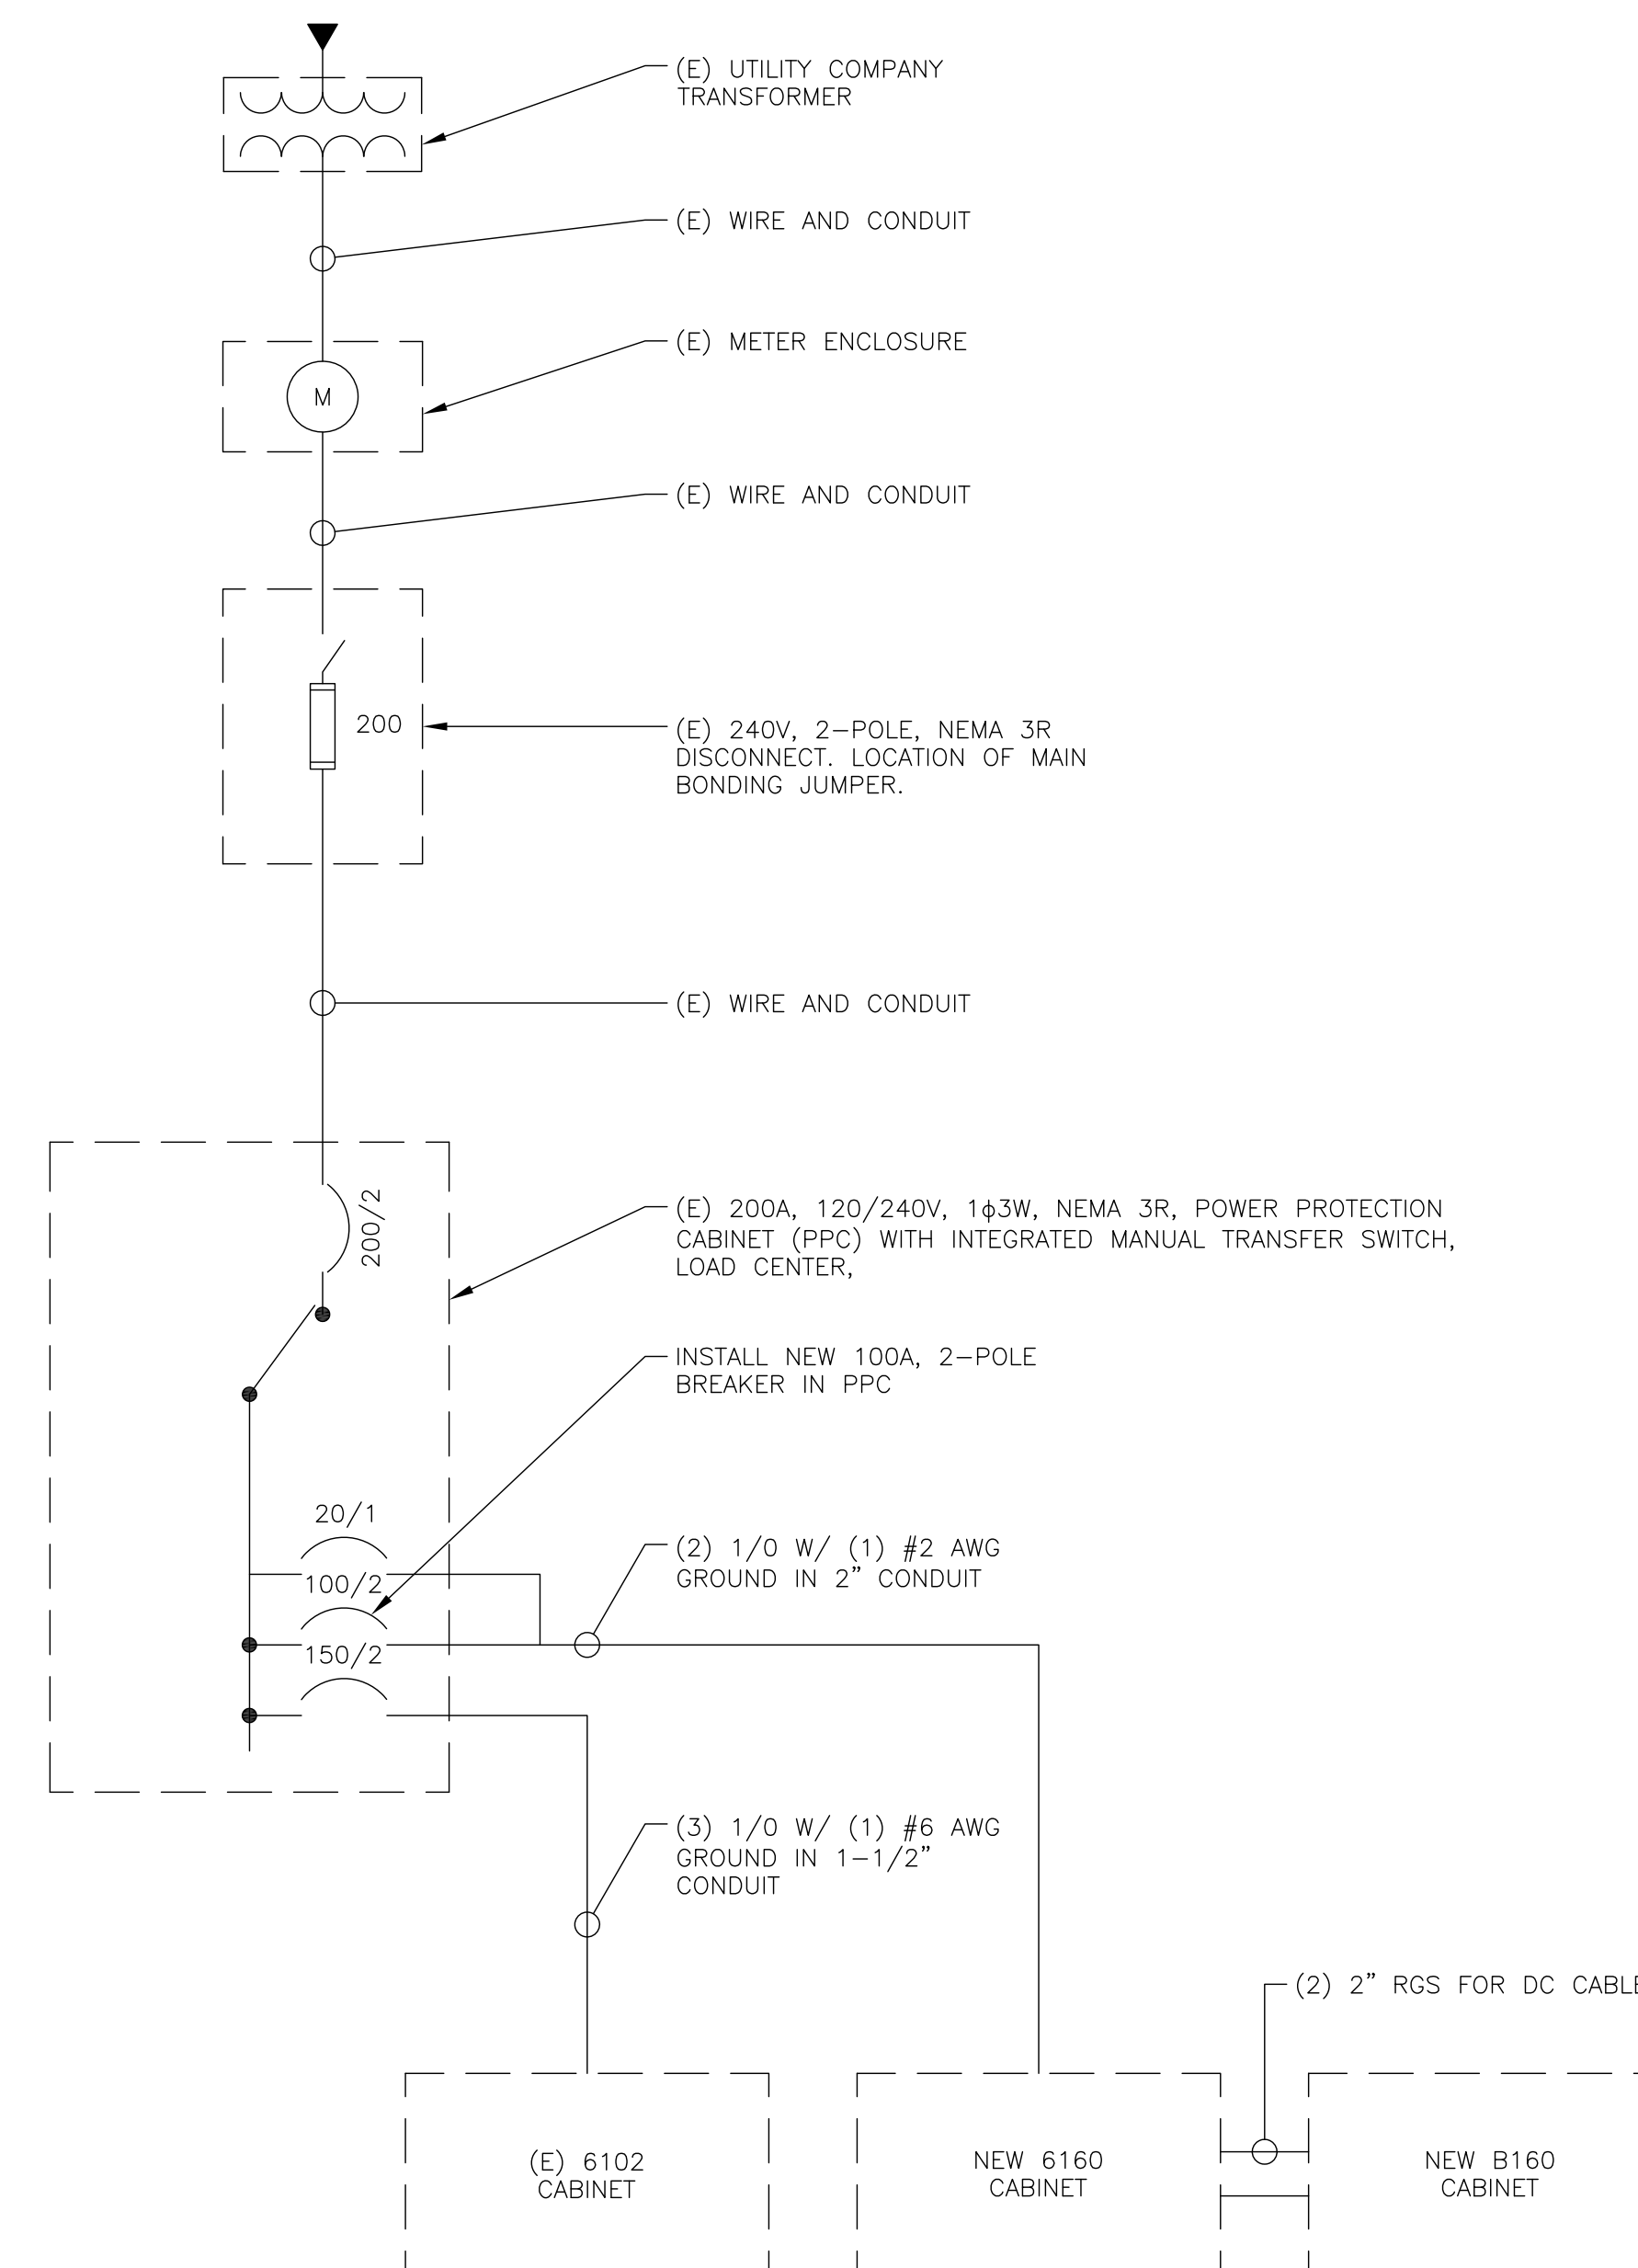 (E) UTILITY COMPANY
TRANSFORMER
(E) WIRE AND CONDUIT
(E) METER ENCLOSURE
M
(E) WIRE AND CONDUIT
200
(E) 240V, 2-POLE, NEMA 3R
DISCONNECT. LOCATION OF MAIN
BONDING JUMPER.
(E) WIRE AND CONDUIT
200/2
(E) 200A, 120/240V, 1ϕ3W, NEMA 3R, POWER PROTECTION
CABINET (PPC) WITH INTEGRATED MANUAL TRANSFER SWITCH,
LOAD CENTER,
INSTALL NEW 100A, 2-POLE
BREAKER IN PPC
20/1
100/2
150/2
(2) 1/0 W/ (1) #2 AWG
GROUND IN 2" CONDUIT
(3) 1/0 W/ (1) #6 AWG
GROUND IN 1-1/2"
CONDUIT
(2) 2" RGS FOR DC CABLE
(E) 6102
CABINET
NEW 6160
CABINET
NEW B160
CABINET